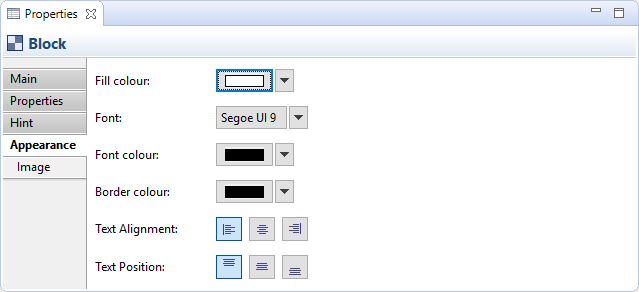 Properties
Block
Main
Properties
Hint
Appearance
Image
Fill colour:
Font: Segoe UI 9
Font colour:
Border colour:
Text Alignment:
Text Position: